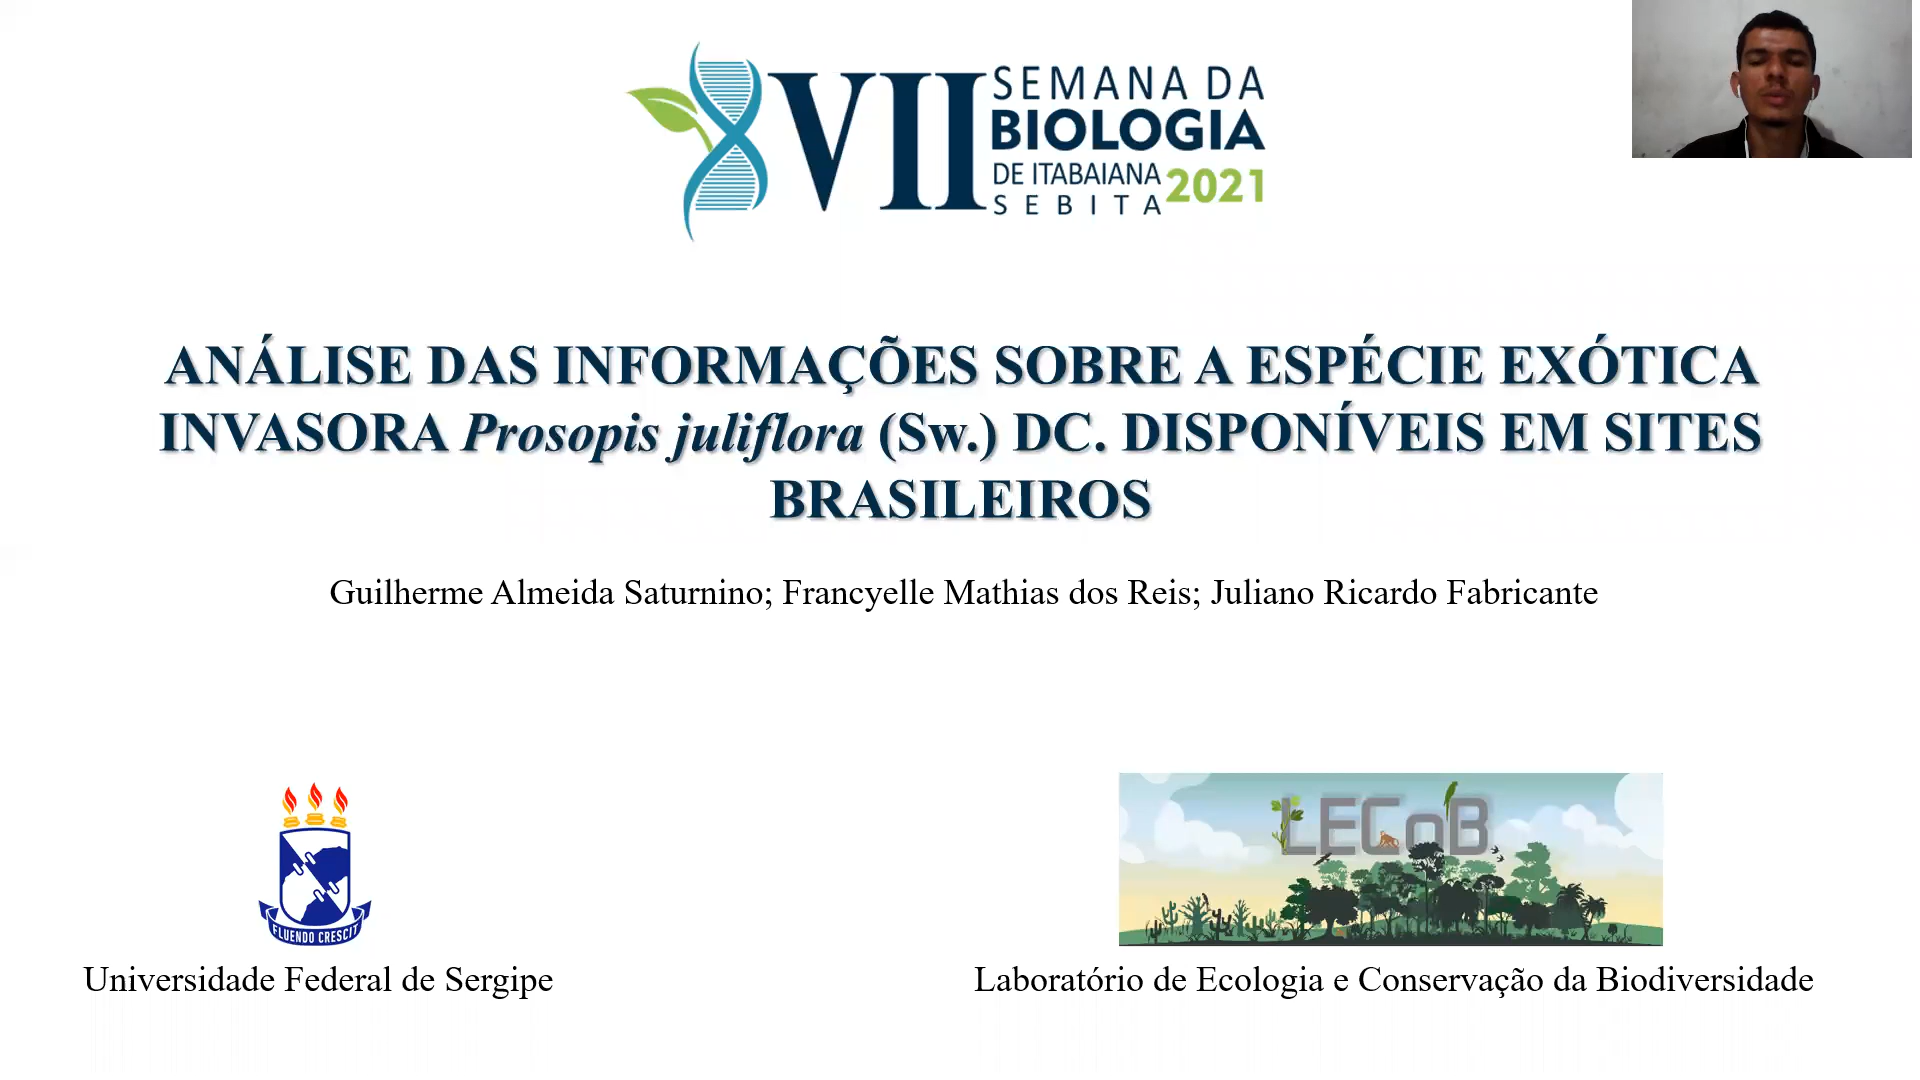 VII
SEMANA DA
BIOLOGIA
DE ITABAIANA
2021
SEBITA
ANÁLISE DAS INFORMAÇÕES SOBRE A ESPÉCIE EXÓTICA
INVASORA Prosopis juliflora (Sw.) DC. DISPONÍVEIS EM SITES
BRASILEIROS
Guilherme Almeida Saturnino; Francyelle Mathias dos Reis; Juliano Ricardo Fabricante
LECoB
FLUENDO CRESCIT
Universidade Federal de Sergipe
Laboratório de Ecologia e Conservação da Biodiversidade